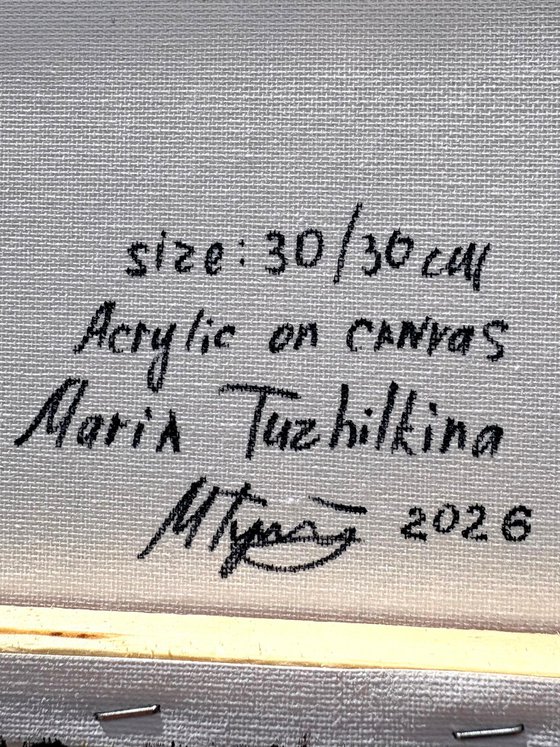 size: 30/30 cm
Acrylic on canvas
Maria Tuzhilkina
2026